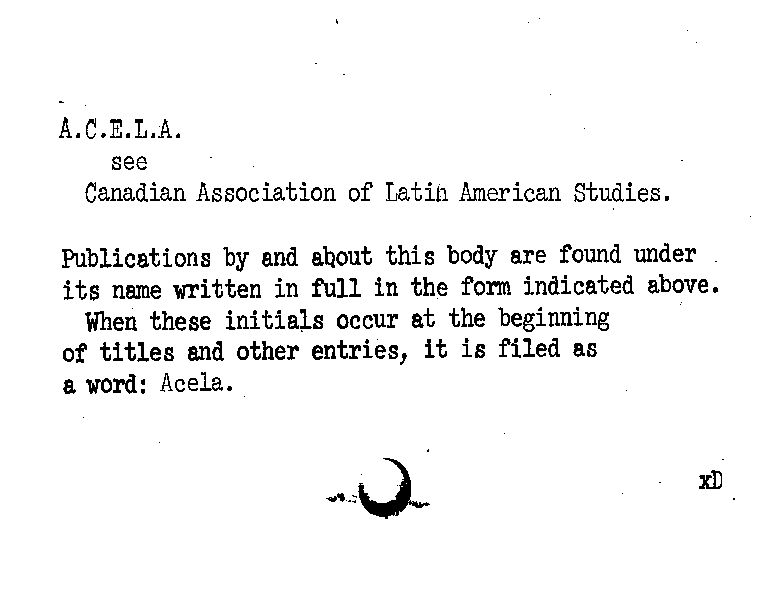 A.C.E.L.A.
see
Canadian Association of Latin American Studies.
Publications by and about this body are found under
its name written in full in the form indicated above.
When these initials occur at the beginning
of titles and other entries, it is filed as
a word: Acela.
xD